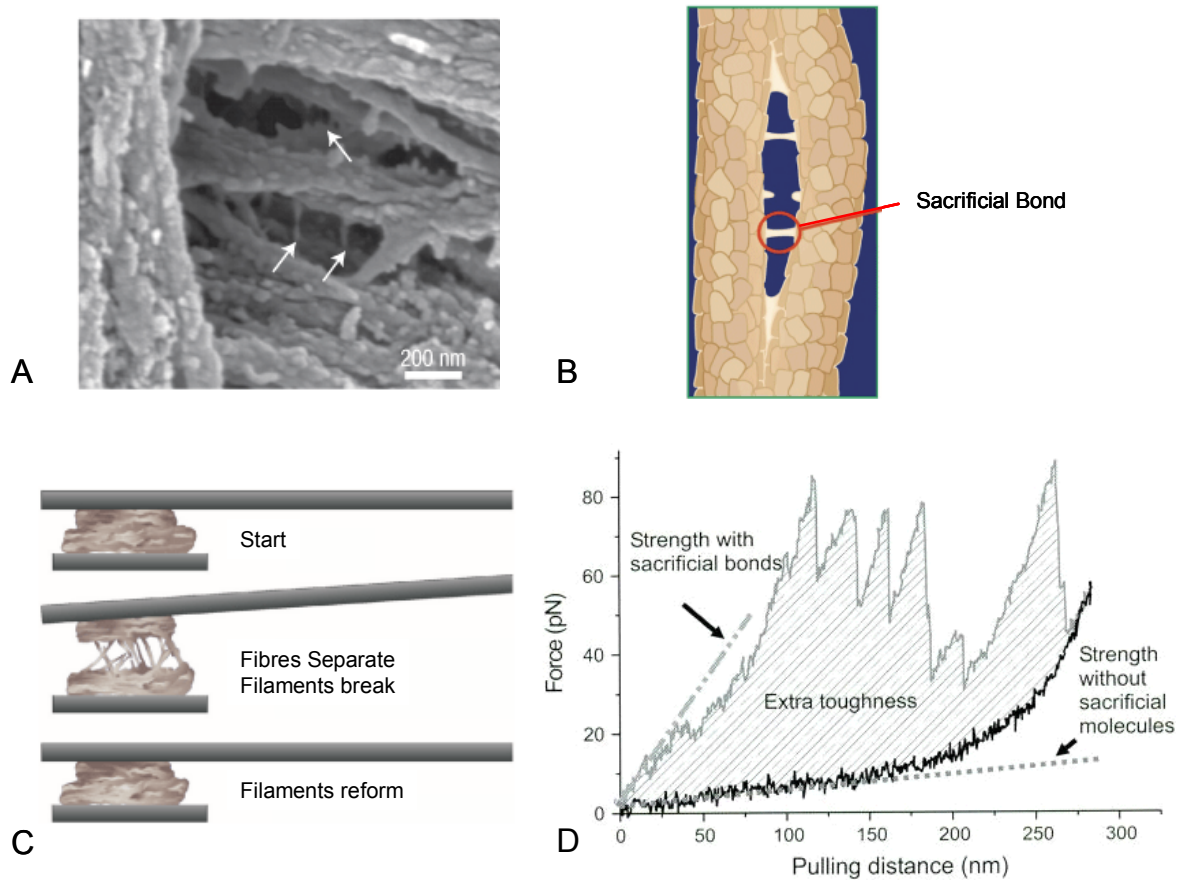 200 nm
A
Sacrificial Bond
B
Start
Fibres Separate
Filaments break
Filaments reform
C
80
60
40
20
0
Force (pN)
Strength with
sacrificial bonds
Extra toughness
Strength
without
sacrificial
molecules
0
50
100
150
200
250
300
Pulling distance (nm)
D